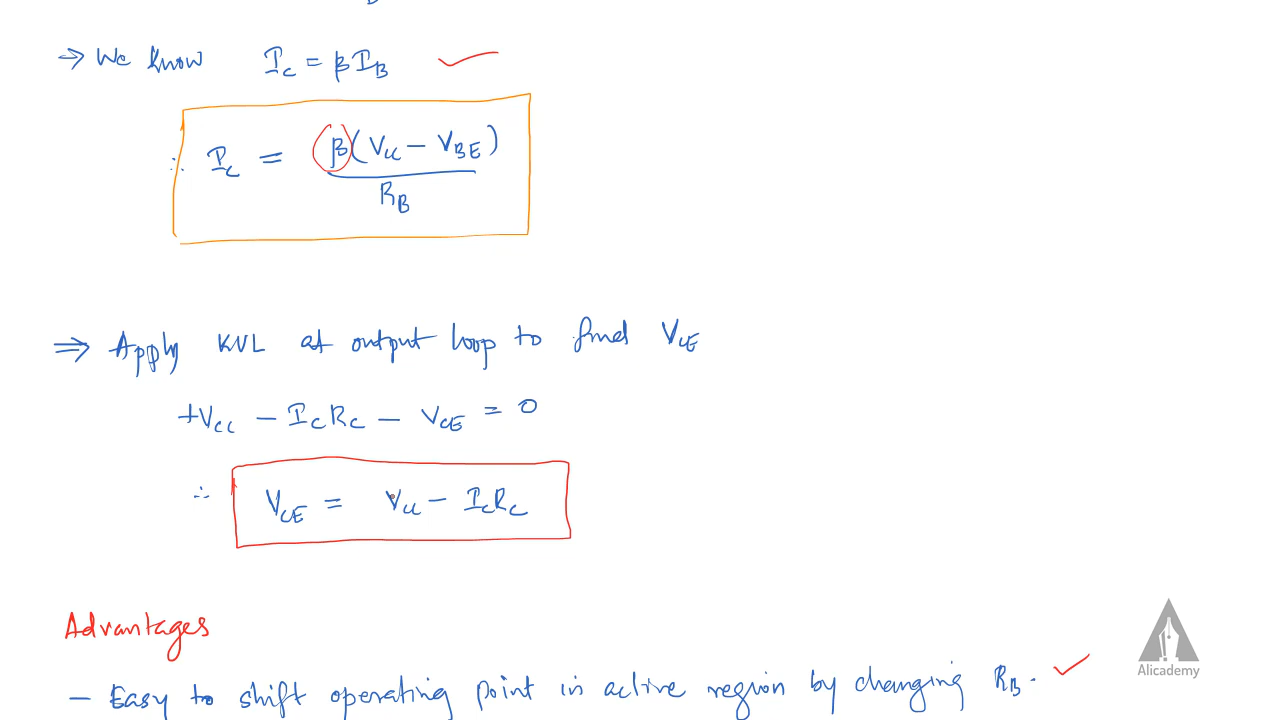 → We know I_C = βI_B
∴ I_C = β(V_CC − V_BE) / R_B
⇒ Apply KVL at output loop to find V_CE
+V_CC − I_C R_C − V_CE = 0
∴ V_CE = V_CC − I_C R_C
Advantages
− Easy to shift operating point in active region by changing R_B.
Alicademy